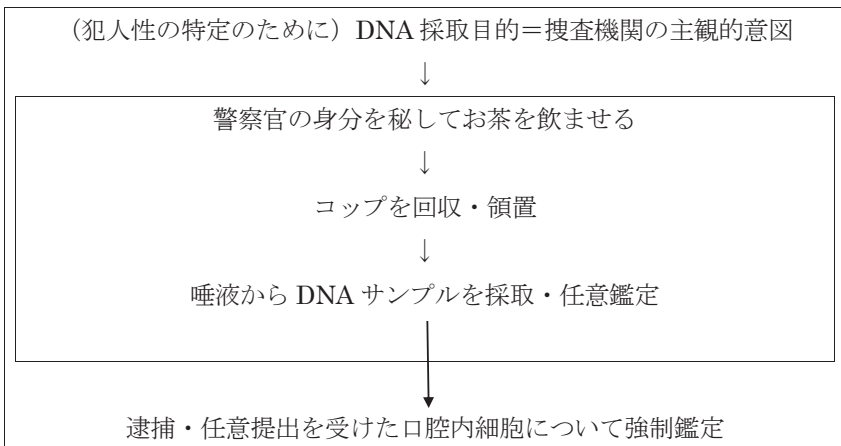 （犯人性の特定のために）DNA 採取目的＝捜査機関の主観的意図
↓
警察官の身分を秘してお茶を飲ませる
↓
コップを回収・領置
↓
唾液から DNA サンプルを採取・任意鑑定
逮捕・任意提出を受けた口腔内細胞について強制鑑定